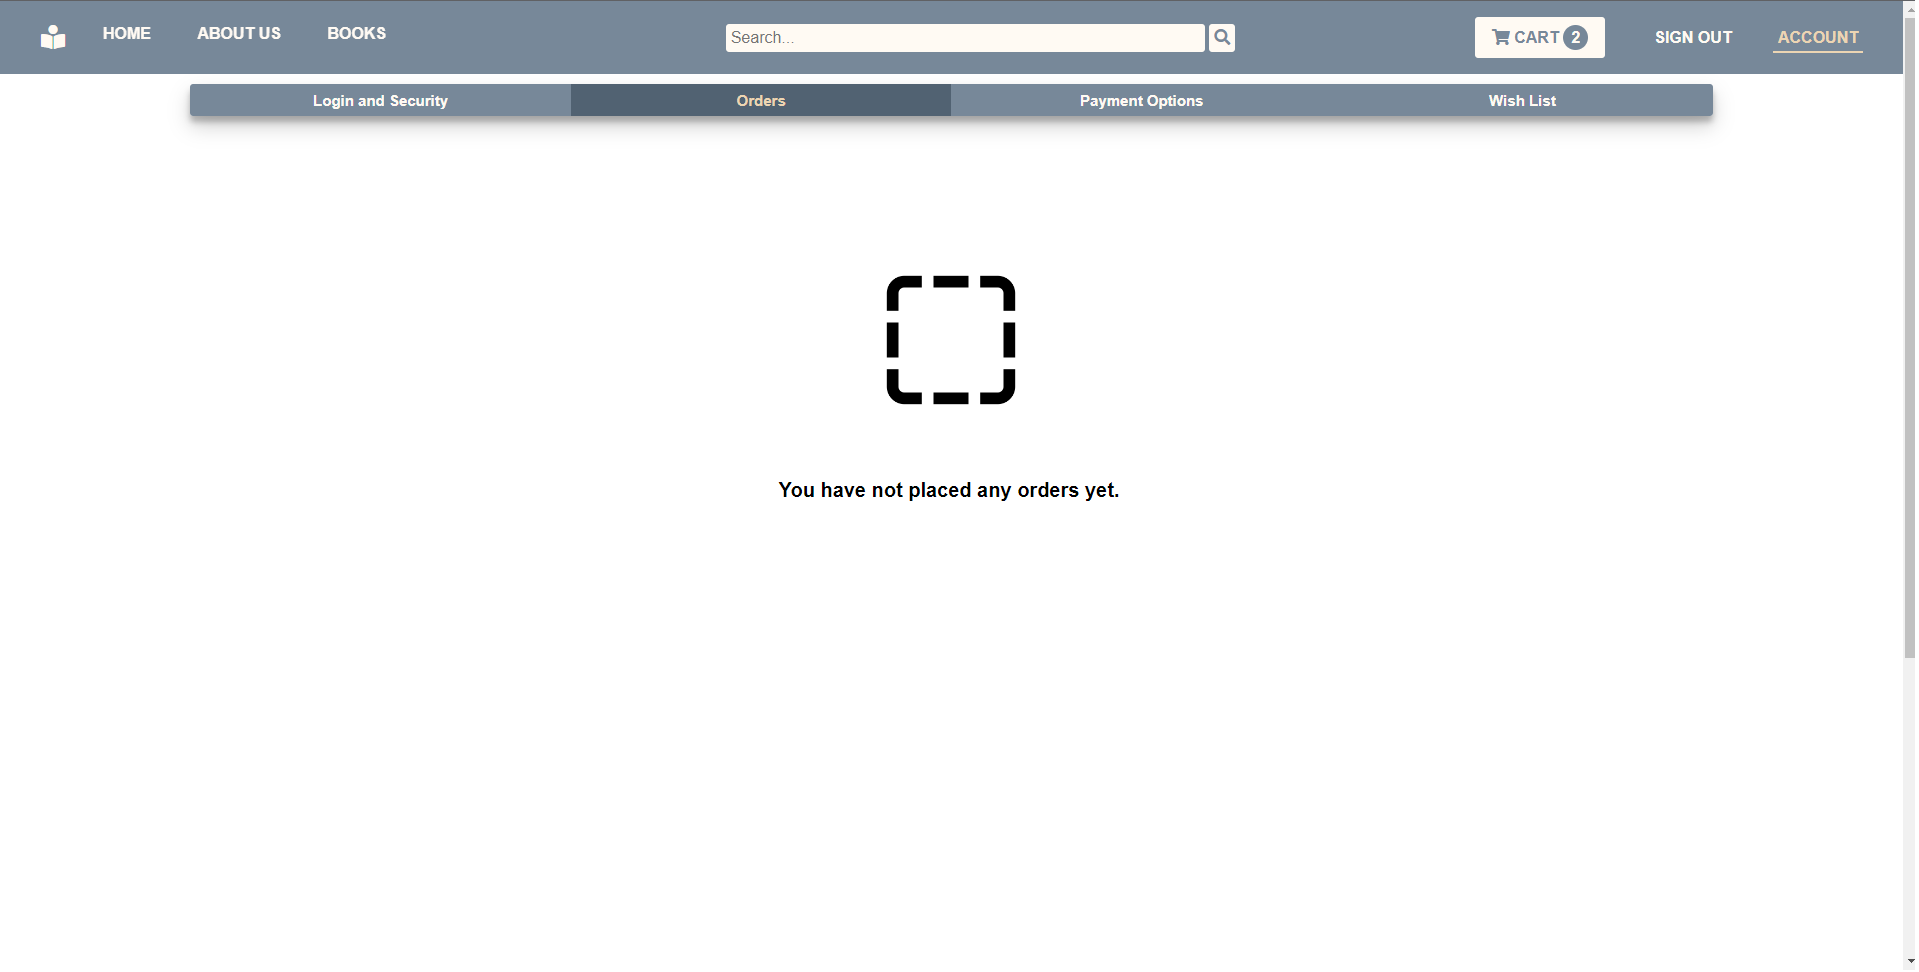 HOME ABOUT US BOOKS Search... CART 2 SIGN OUT ACCOUNT
Login and Security Orders Payment Options Wish List
You have not placed any orders yet.